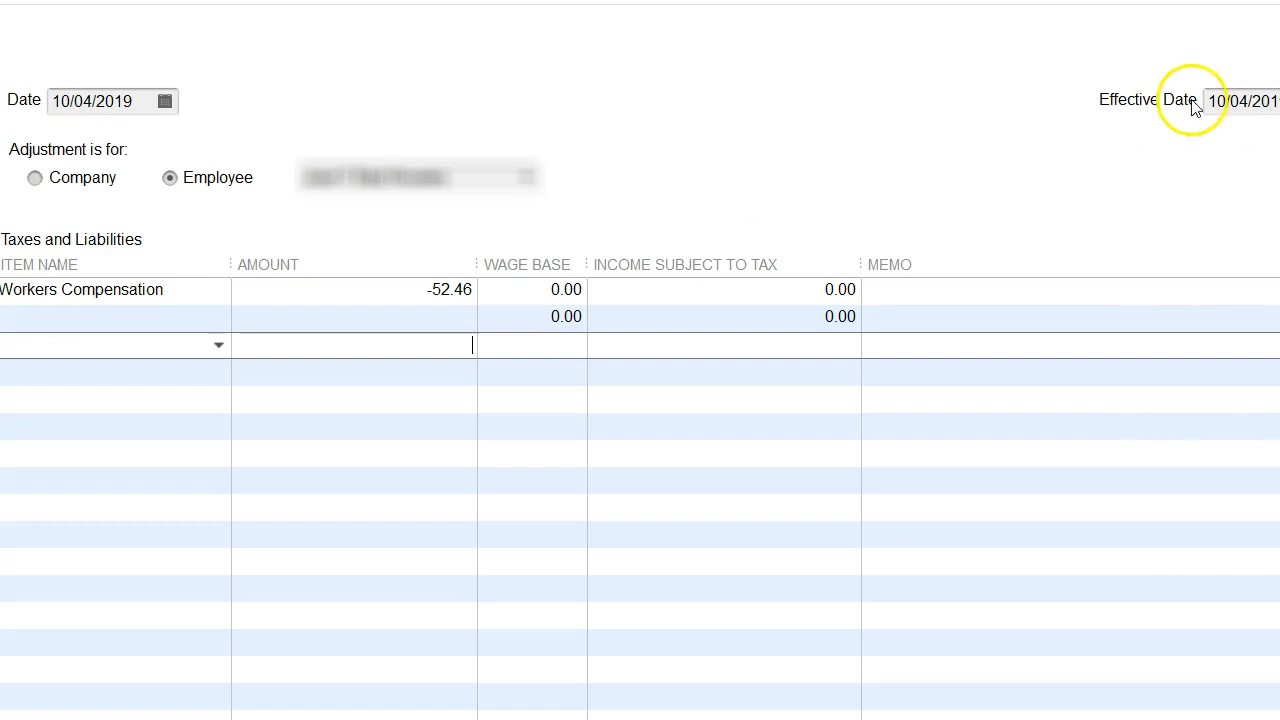 Date 10/04/2019 Effective Date 10/04/201
Adjustment is for:
Company Employee
Taxes and Liabilities
ITEM NAME AMOUNT WAGE BASE INCOME SUBJECT TO TAX MEMO
Workers Compensation -52.46 0.00 0.00
0.00 0.00